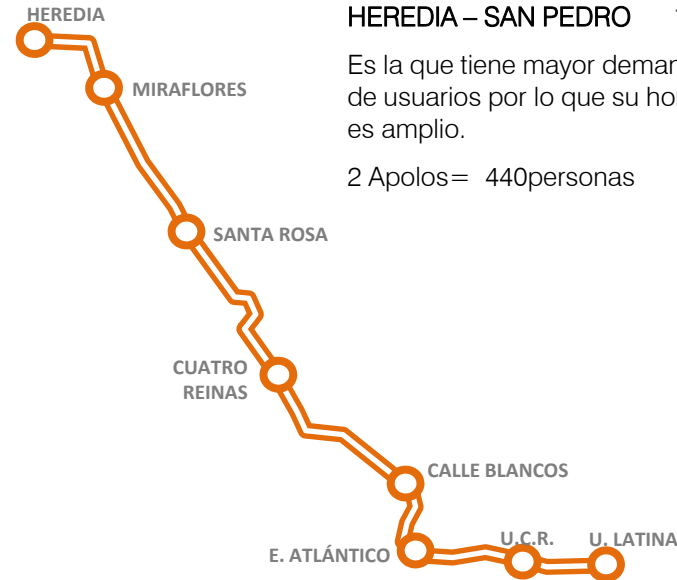 HEREDIA
HEREDIA – SAN PEDRO
Es la que tiene mayor
de usuarios por lo que su
es amplio.
MIRAFLORES
2 Apolos= 440personas
SANTA ROSA
CUATRO
REINAS
CALLE BLANCOS
E. ATLÁNTICO
U.C.R.
U. LATINA